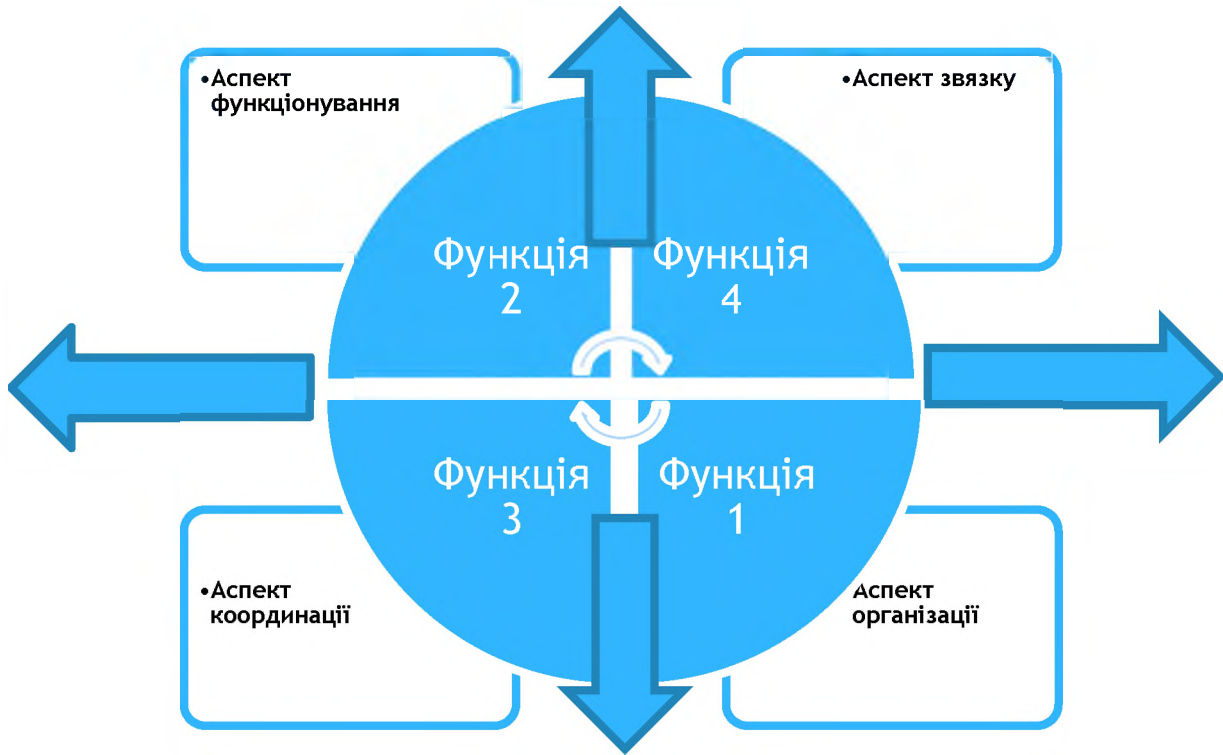 •Аспект
функціонування
•Аспект звязку
Функція
2
Функція
4
Функція
3
Функція
1
•Аспект
координації
Аспект
організації